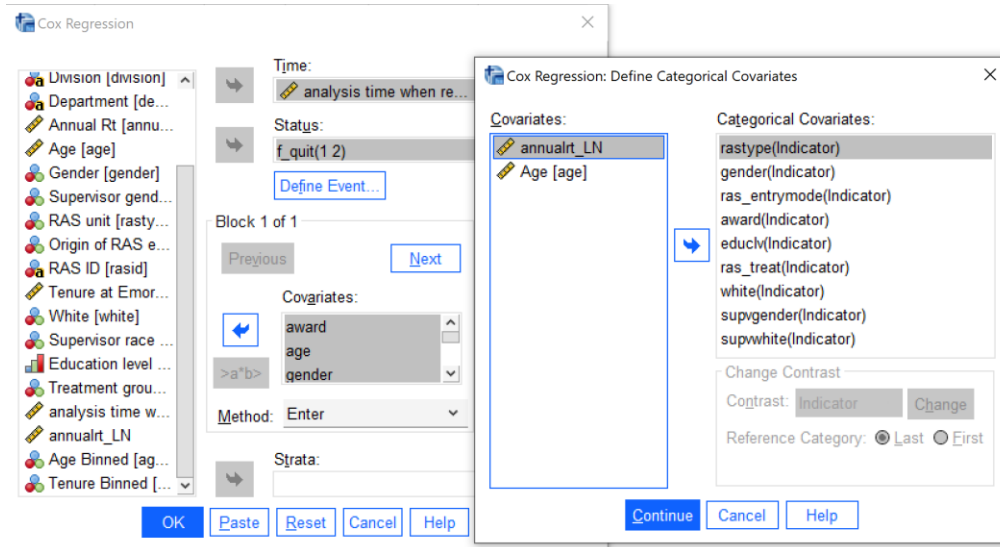 Cox Regression
Division [division]
Department [de...
Annual Rt [annu...
Age [age]
Gender [gender]
Supervisor gend...
RAS unit [rasty...
Origin of RAS e...
RAS ID [rasid]
Tenure at Emor...
White [white]
Supervisor race ...
Education level ...
Treatment grou...
analysis time w...
annualrt_LN
Age Binned [ag...
Tenure Binned [...
Time:
analysis time when re...
Status:
f_quit(1 2)
Define Event...
Block 1 of 1
Previous
Next
Covariates:
award
age
gender
>a*b>
Method:
Enter
Strata:
OK
Paste
Reset
Cancel
Help
Cox Regression: Define Categorical Covariates
Covariates:
annualrt_LN
Age [age]
Categorical Covariates:
rastype(Indicator)
gender(Indicator)
ras_entrymode(Indicator)
award(Indicator)
educlv(Indicator)
ras_treat(Indicator)
white(Indicator)
supvgender(Indicator)
supvwhite(Indicator)
Change Contrast
Contrast: Indicator Change
Reference Category: Last First
Continue
Cancel
Help